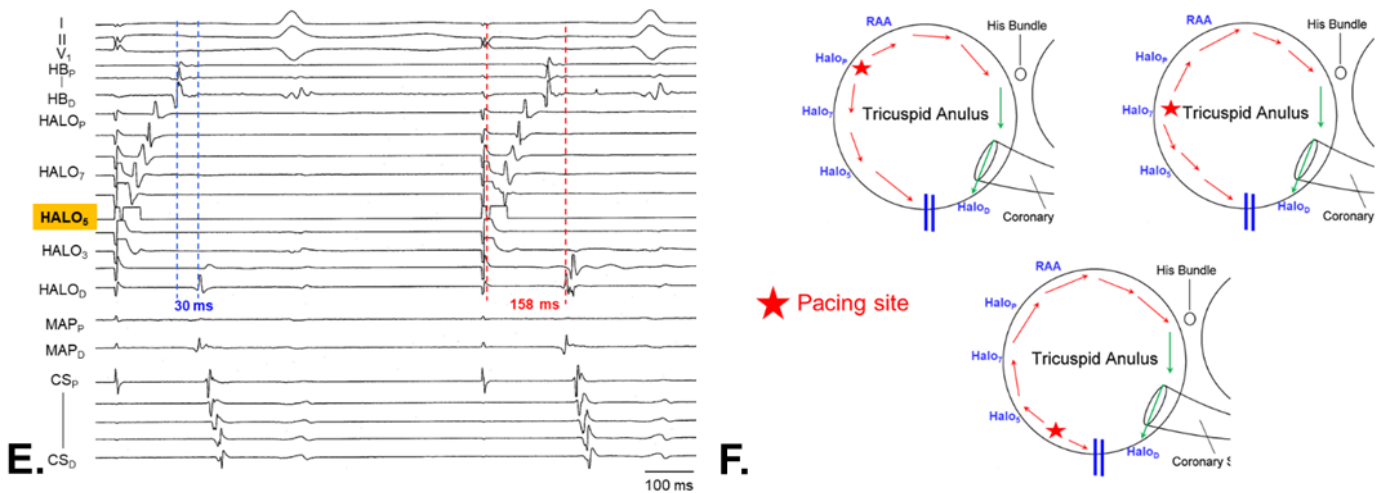 I
II
V1
HBP
HBD
HALOP
HALO7
HALO5
HALO3
HALOD
30 ms
158 ms
MAPP
MAPD
CSP
CSD
100 ms
E.
RAA
His Bundle
HaloP
Halo7
Tricuspid Anulus
Halo5
HaloD
Coronary
RAA
His Bundle
HaloP
Halo7
Tricuspid Anulus
Halo5
HaloD
Coronary
Pacing site
RAA
His Bundle
HaloP
Halo7
Tricuspid Anulus
Halo5
HaloD
Coronary S
F.